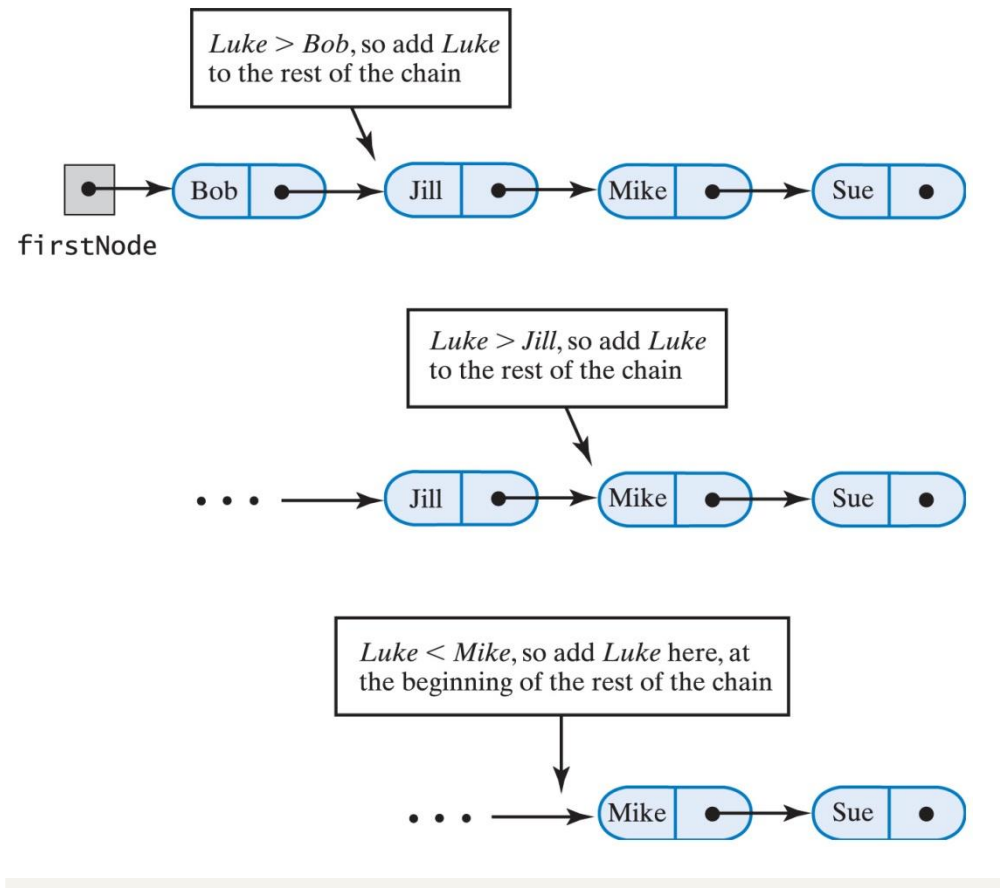 Luke > Bob, so add Luke
to the rest of the chain
Bob
Jill
Mike
Sue
firstNode
Luke > Jill, so add Luke
to the rest of the chain
• • •
Jill
Mike
Sue
Luke < Mike, so add Luke here, at
the beginning of the rest of the chain
• • •
Mike
Sue